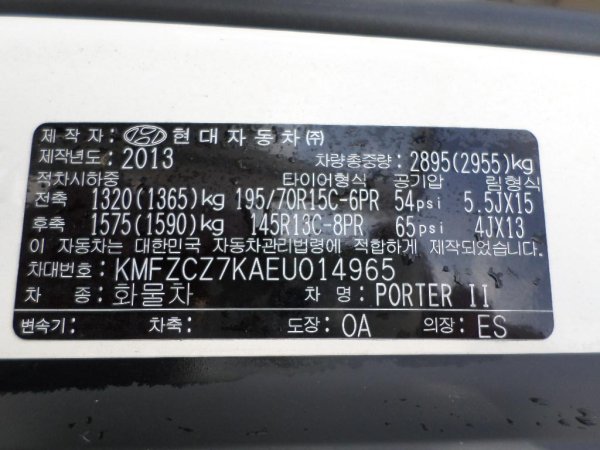 제 작 자 : 현대자동차㈜
제작년도 : 2013 차량총중량 : 2895(2955)kg
적차시하중 타이어형식 공기압 림형식
전축 1320(1365)kg 195/70R15C-6PR 54psi 5.5JX15
후축 1575(1590)kg 145R13C-8PR 65psi 4JX13
이 자동차는 대한민국 자동차관리법령에 적합하게 제작되었습니다.
차대번호 : KMFZCZ7KAEU014965
차 종 : 화물차 차 명 : PORTER II
변속기 : 차축 : 도장 : OA 의장 : ES